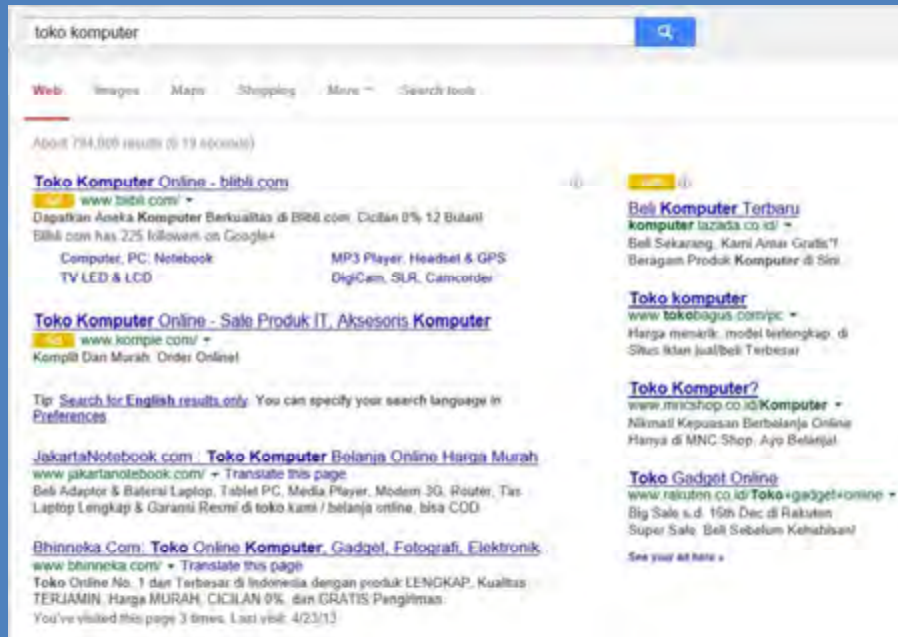 toko komputer
Web Images Maps Shopping More Search tools
About 794,000 results (0.19 seconds)
Toko Komputer Online - blibli.com
Ad www.blibli.com/
Dapatkan Aneka Komputer Berkualitas di Blibli.com. Cicilan 0% 12 Bulan!
Blibli.com has 225 followers on Google+
Computer, PC, Notebook MP3 Player, Headset & GPS
TV LED & LCD DigiCam, SLR, Camcorder
Toko Komputer Online - Sale Produk IT, Aksesoris Komputer
Ad www.komple.com/
Komplit Dan Murah. Order Online!
Tip: Search for English results only. You can specify your search language in
Preferences
JakartaNotebook.com : Toko Komputer Belanja Online Harga Murah
www.jakartanotebook.com/ Translate this page
Beli Adaptor & Baterai Laptop, Tablet PC, Media Player, Modem 3G, Router, Tas
Laptop Lengkap & Garansi Resmi di toko kami / belanja online, bisa COD
Bhinneka.Com: Toko Online Komputer, Gadget, Fotografi, Elektronik
www.bhinneka.com/ Translate this page
Toko Online No. 1 dan Terbesar di Indonesia dengan produk LENGKAP, Kualitas
TERJAMIN, Harga MURAH, CICILAN 0%, dan GRATIS Pengiriman.
You've visited this page 3 times. Last visit: 4/23/13
Beli Komputer Terbaru
komputer.lazada.co.id/
Beli Sekarang, Kami Antar Gratis*!
Beragam Produk Komputer di Sini.
Toko komputer
www.tokobagus.com/pc
Harga menarik, model terlengkap. di
Situs Iklan jual/beli Terbesar
Toko Komputer?
www.mncshop.co.id/Komputer
Nikmati Kepuasan Berbelanja Online
Hanya di MNC Shop. Ayo Belanja!
Toko Gadget Online
www.rakuten.co.id/Toko+gadget+online
Big Sale s.d. 16th Dec di Rakuten
Super Sale. Beli Sebelum Kehabisan!
See your ad here »